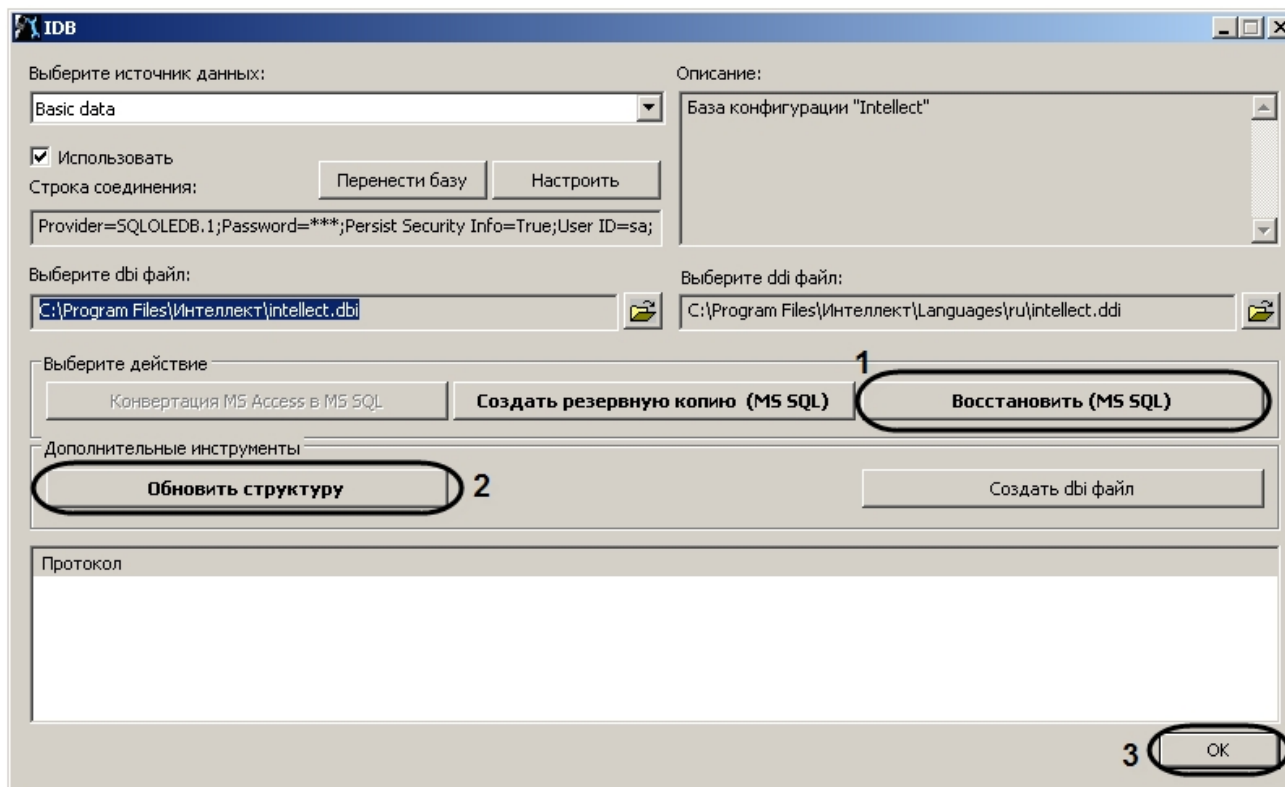 IDB
Выберите источник данных:
Описание:
Basic data
База конфигурации "Intellect"
Использовать
Строка соединения:
Перенести базу
Настроить
Provider=SQLOLEDB.1;Password=***;Persist Security Info=True;User ID=sa;
Выберите dbi файл:
Выберите ddi файл:
C:\Program Files\Интеллект\intellect.dbi
C:\Program Files\Интеллект\Languages\ru\intellect.ddi
Выберите действие
1
Конвертация MS Access в MS SQL
Создать резервную копию (MS SQL)
Восстановить (MS SQL)
Дополнительные инструменты
Обновить структуру
2
Создать dbi файл
Протокол
3
OK